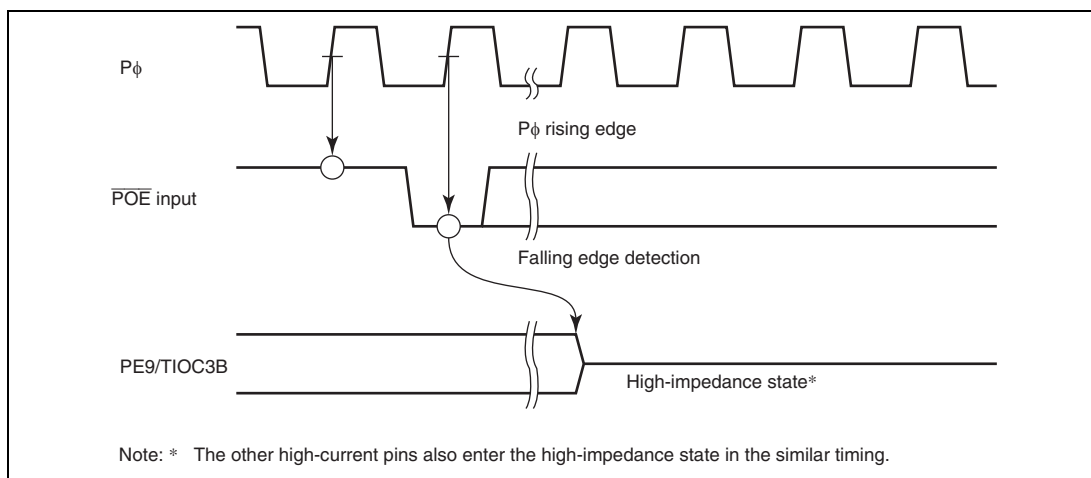 Pϕ
Pϕ rising edge
P̅O̅E̅ input
Falling edge detection
PE9/TIOC3B
High-impedance state*
Note: * The other high-current pins also enter the high-impedance state in the similar timing.